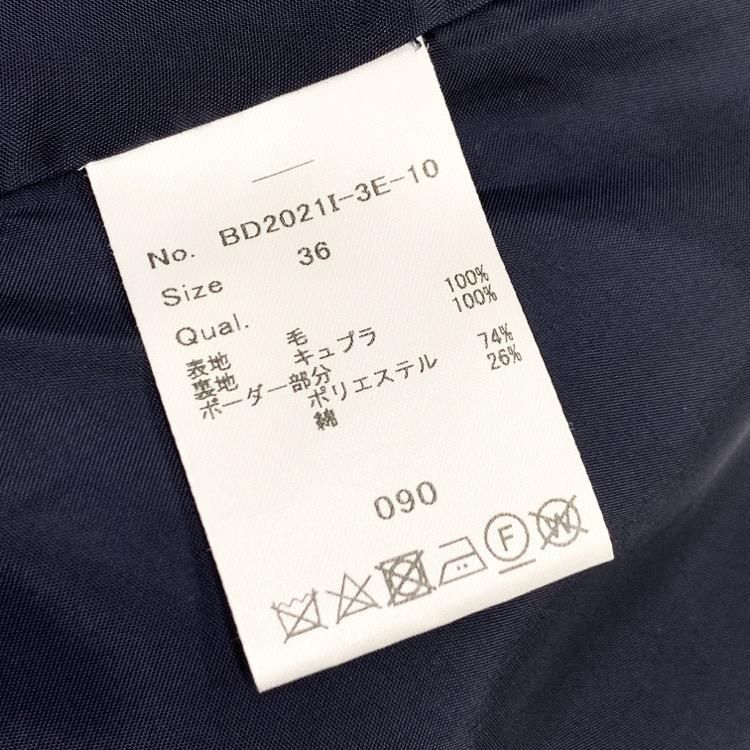 No. BD2021I-3E-10
Size 36
Qual.
表地 毛 100%
裏地 キュプラ 100%
ボーダー部分
ポリエステル 74%
綿 26%
090
F
W